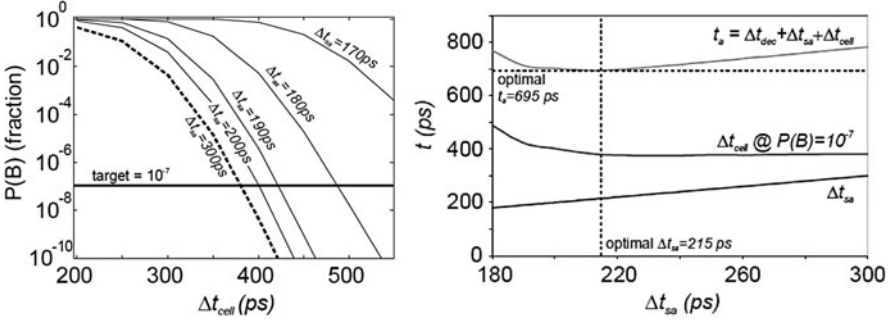 P(B) (fraction)
10⁰
10⁻²
10⁻⁴
10⁻⁶
10⁻⁸
10⁻¹⁰
Δt_sa=170ps
Δt_sa=180ps
Δt_sa=190ps
Δt_sa=200ps
Δt_sa=300ps
target = 10⁻⁷
200 300 400 500
Δt_cell (ps)
t (ps)
800
600
400
200
0
t_a = Δt_dec+Δt_sa+Δt_cell
optimal
t_a=695 ps
Δt_cell @ P(B)=10⁻⁷
Δt_sa
optimal Δt_sa=215 ps
180 220 260 300
Δt_sa (ps)